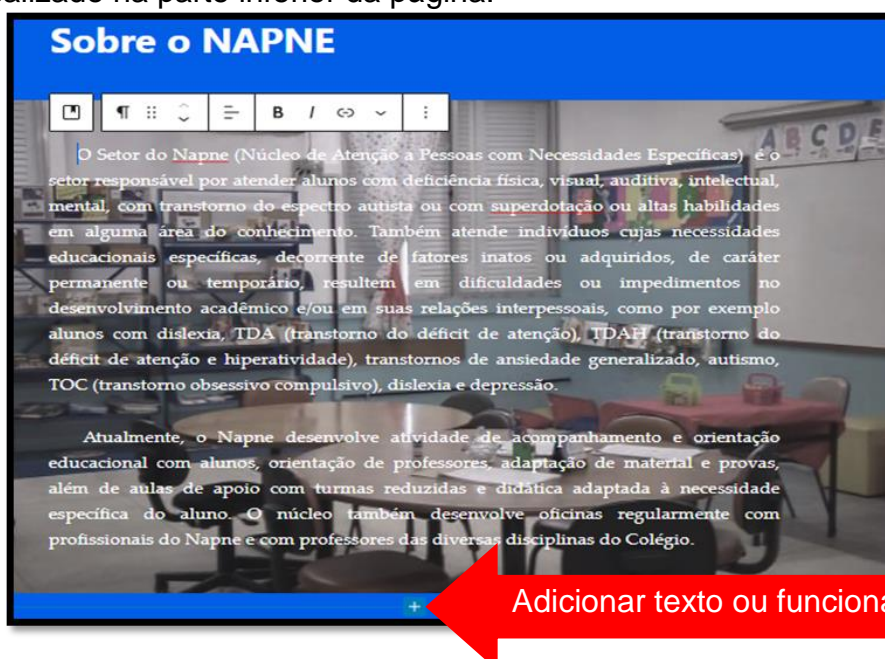 Sobre o NAPNE
B I
A B C D E
O Setor do Napne (Núcleo de Atenção a Pessoas com Necessidades Específicas) é o
setor responsável por atender alunos com deficiência física, visual, auditiva, intelectual,
mental, com transtorno do espectro autista ou com superdotação ou altas habilidades
em alguma área do conhecimento. Também atende indivíduos cujas necessidades
educacionais específicas, decorrente de fatores inatos ou adquiridos, de caráter
permanente ou temporário, resultem em dificuldades ou impedimentos no
desenvolvimento acadêmico e/ou em suas relações interpessoais, como por exemplo
alunos com dislexia, TDA (transtorno do déficit de atenção), TDAH (transtorno do
déficit de atenção e hiperatividade), transtornos de ansiedade generalizado, autismo,
TOC (transtorno obsessivo compulsivo), dislexia e depressão.
Atualmente, o Napne desenvolve atividade de acompanhamento e orientação
educacional com alunos, orientação de professores, adaptação de material e provas,
além de aulas de apoio com turmas reduzidas e didática adaptada à necessidade
específica do aluno. O núcleo também desenvolve oficinas regularmente com
profissionais do Napne e com professores das diversas disciplinas do Colégio.
+
Adicionar texto ou